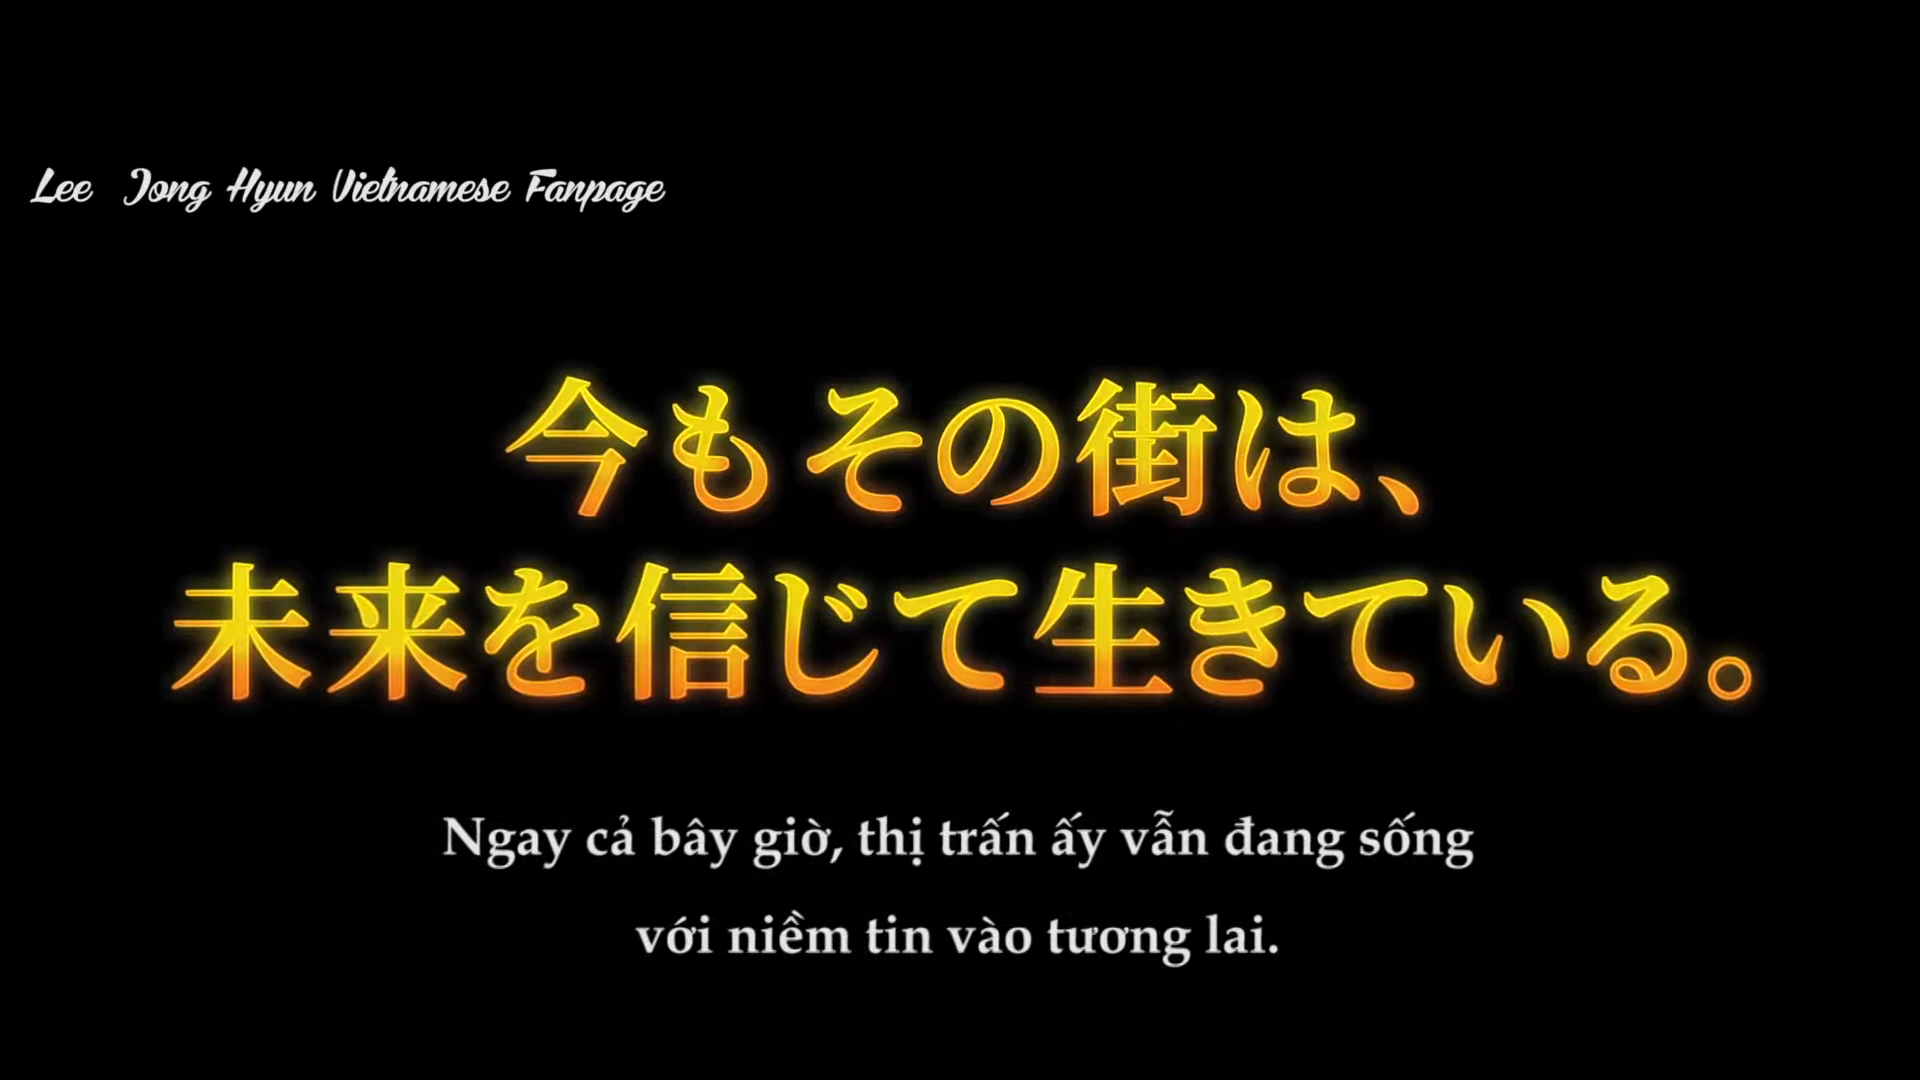 Lee Jong Hyun Vietnamese Fanpage
今もその街は、
未来を信じて生きている。
Ngay cả bây giờ, thị trấn ấy vẫn đang sống
với niềm tin vào tương lai.